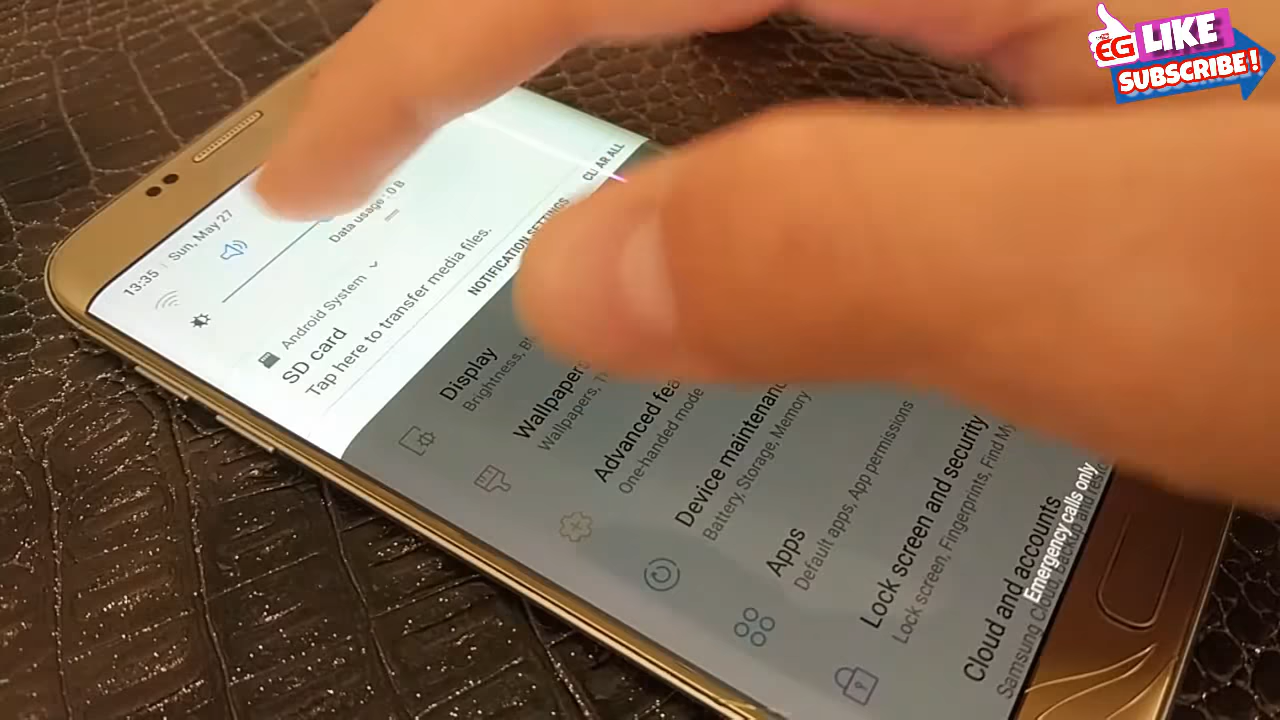 EG LIKE
SUBSCRIBE!
13:35 | Sun, May 27
Data usage : 0 B
Android System
SD card
Tap here to transfer media files.
NOTIFICATION SETTINGS
CLEAR ALL
Display
Brightness,
Wallpapers
Wallpapers,
Advanced
One-handed mode
Device maintenanc
Battery, Storage, Memory
Apps
Default apps, App permissions
Lock screen and security
Lock screen, Fingerprints, Find My
Cloud and accounts
Samsung Cloud, Backup and resto
Emergency calls only